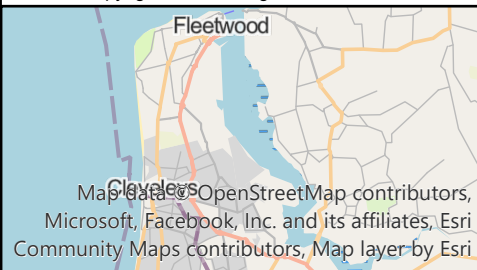 Fleetwood
Cleveleys
Map data © OpenStreetMap contributors,
Microsoft, Facebook, Inc. and its affiliates, Esri
Community Maps contributors, Map layer by Esri